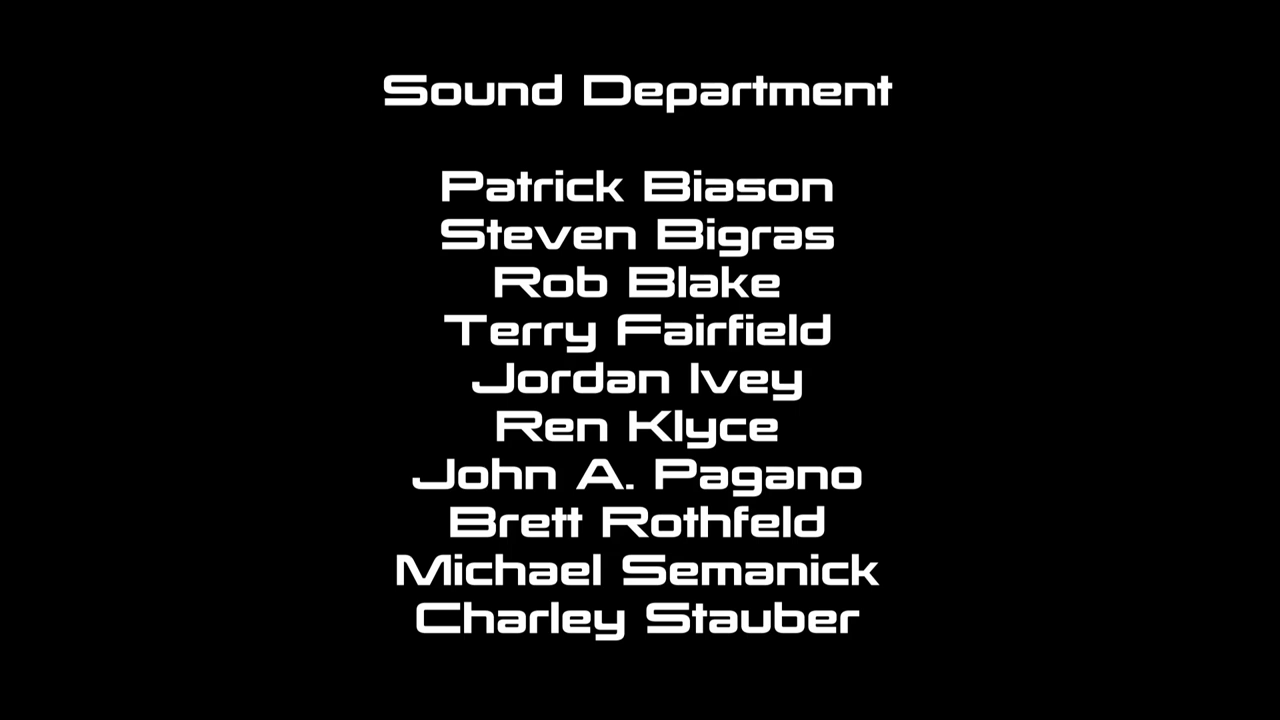 Sound Department
Patrick Biason
Steven Bigras
Rob Blake
Terry Fairfield
Jordan Ivey
Ren Klyce
John A. Pagano
Brett Rothfeld
Michael Semanick
Charley Stauber